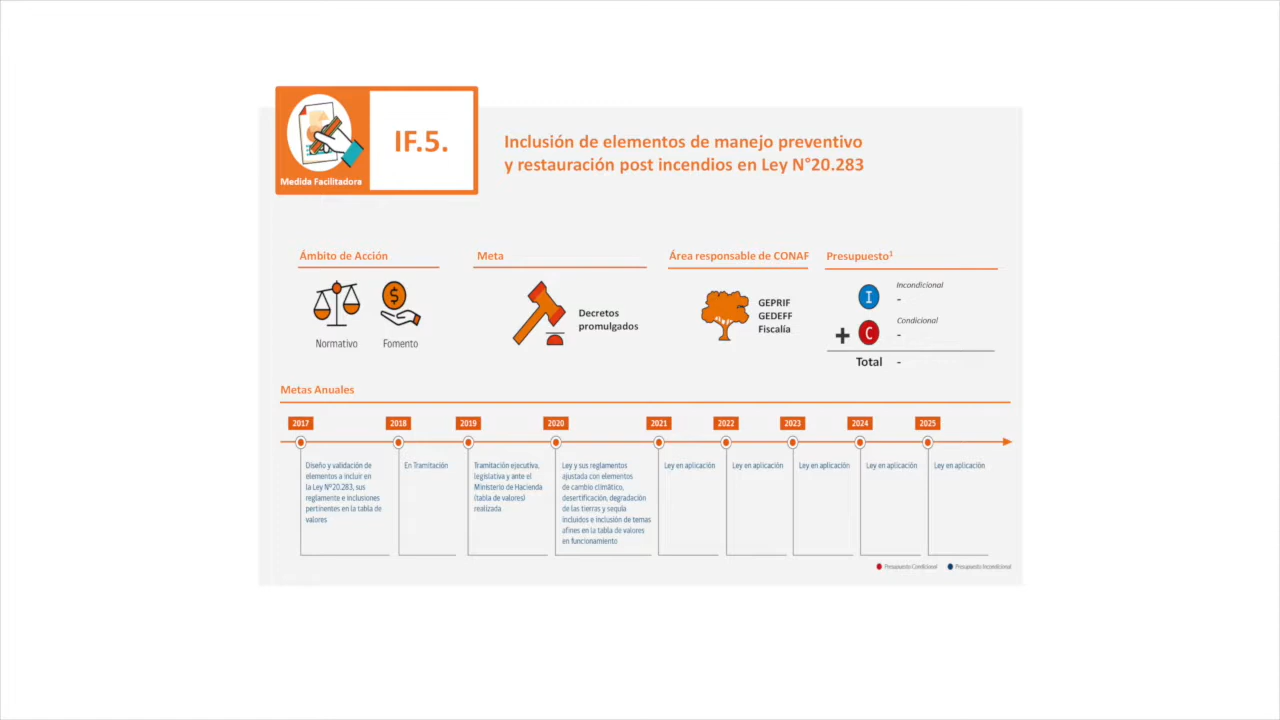 IF.5.
Medida Facilitadora
Inclusión de elementos de manejo preventivo
y restauración post incendios en Ley N°20.283
Ámbito de Acción
Normativo
Fomento
Meta
Decretos
promulgados
Área responsable de CONAF
GEPRIF
GEDEFF
Fiscalía
Presupuesto¹
I
Incondicional
-
+
C
Condicional
-
Total -
Metas Anuales
2017
Diseño y validación de
elementos a incluir en
la Ley Nº20.283, sus
reglamento e inclusiones
pertinentes en la tabla de
valores
2018
En Tramitación
2019
Tramitación ejecutiva,
legislativa y ante el
Ministerio de Hacienda
(tabla de valores)
realizada
2020
Ley y sus reglamentos
ajustada con elementos
de cambio climático,
desertificación, degradación
de las tierras y sequía
incluidos e inclusión de temas
afines en la tabla de valores
en funcionamiento
2021
Ley en aplicación
2022
Ley en aplicación
2023
Ley en aplicación
2024
Ley en aplicación
2025
Ley en aplicación
Presupuesto Condicional
Presupuesto Incondicional